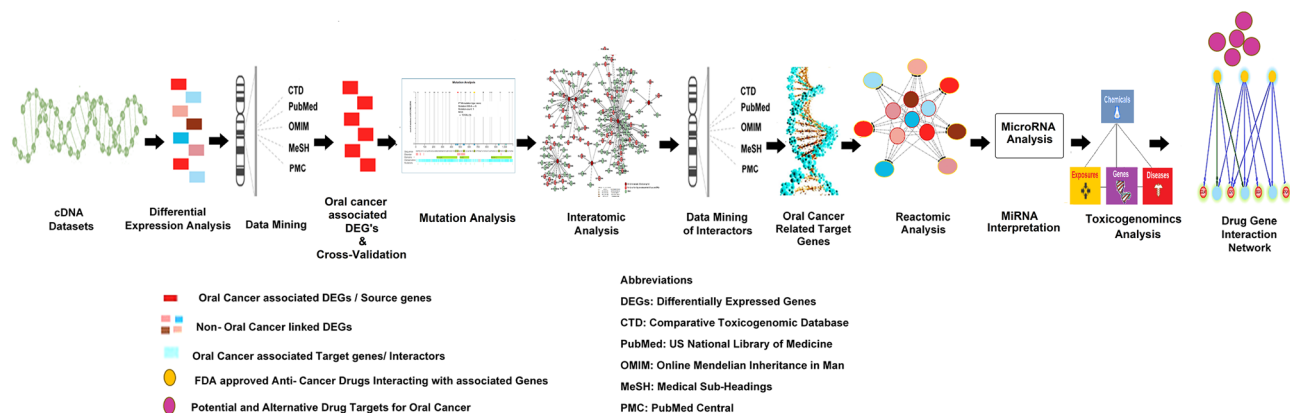 CTD
PubMed
OMIM
MeSH
PMC
Mutation Analysis
CTD
PubMed
OMIM
MeSH
PMC
MicroRNA
Analysis
Chemicals
Exposures
Genes
Diseases
cDNA
Datasets
Differential
Expression Analysis
Data Mining
Oral cancer
associated
DEG's
&
Cross-Validation
Mutation Analysis
Interatomic
Analysis
Data Mining
of Interactors
Oral Cancer
Related Target
Genes
Reactomic
Analysis
MiRNA
Interpretation
Toxicogenomincs
Analysis
Drug Gene
Interaction
Network
Oral Cancer associated DEGs / Source genes
Non- Oral Cancer linked DEGs
Oral Cancer associated Target genes/ Interactors
FDA approved Anti- Cancer Drugs Interacting with associated Genes
Potential and Alternative Drug Targets for Oral Cancer
Abbreviations
DEGs: Differentially Expressed Genes
CTD: Comparative Toxicogenomic Database
PubMed: US National Library of Medicine
OMIM: Online Mendelian Inheritance in Man
MeSH: Medical Sub-Headings
PMC: PubMed Central